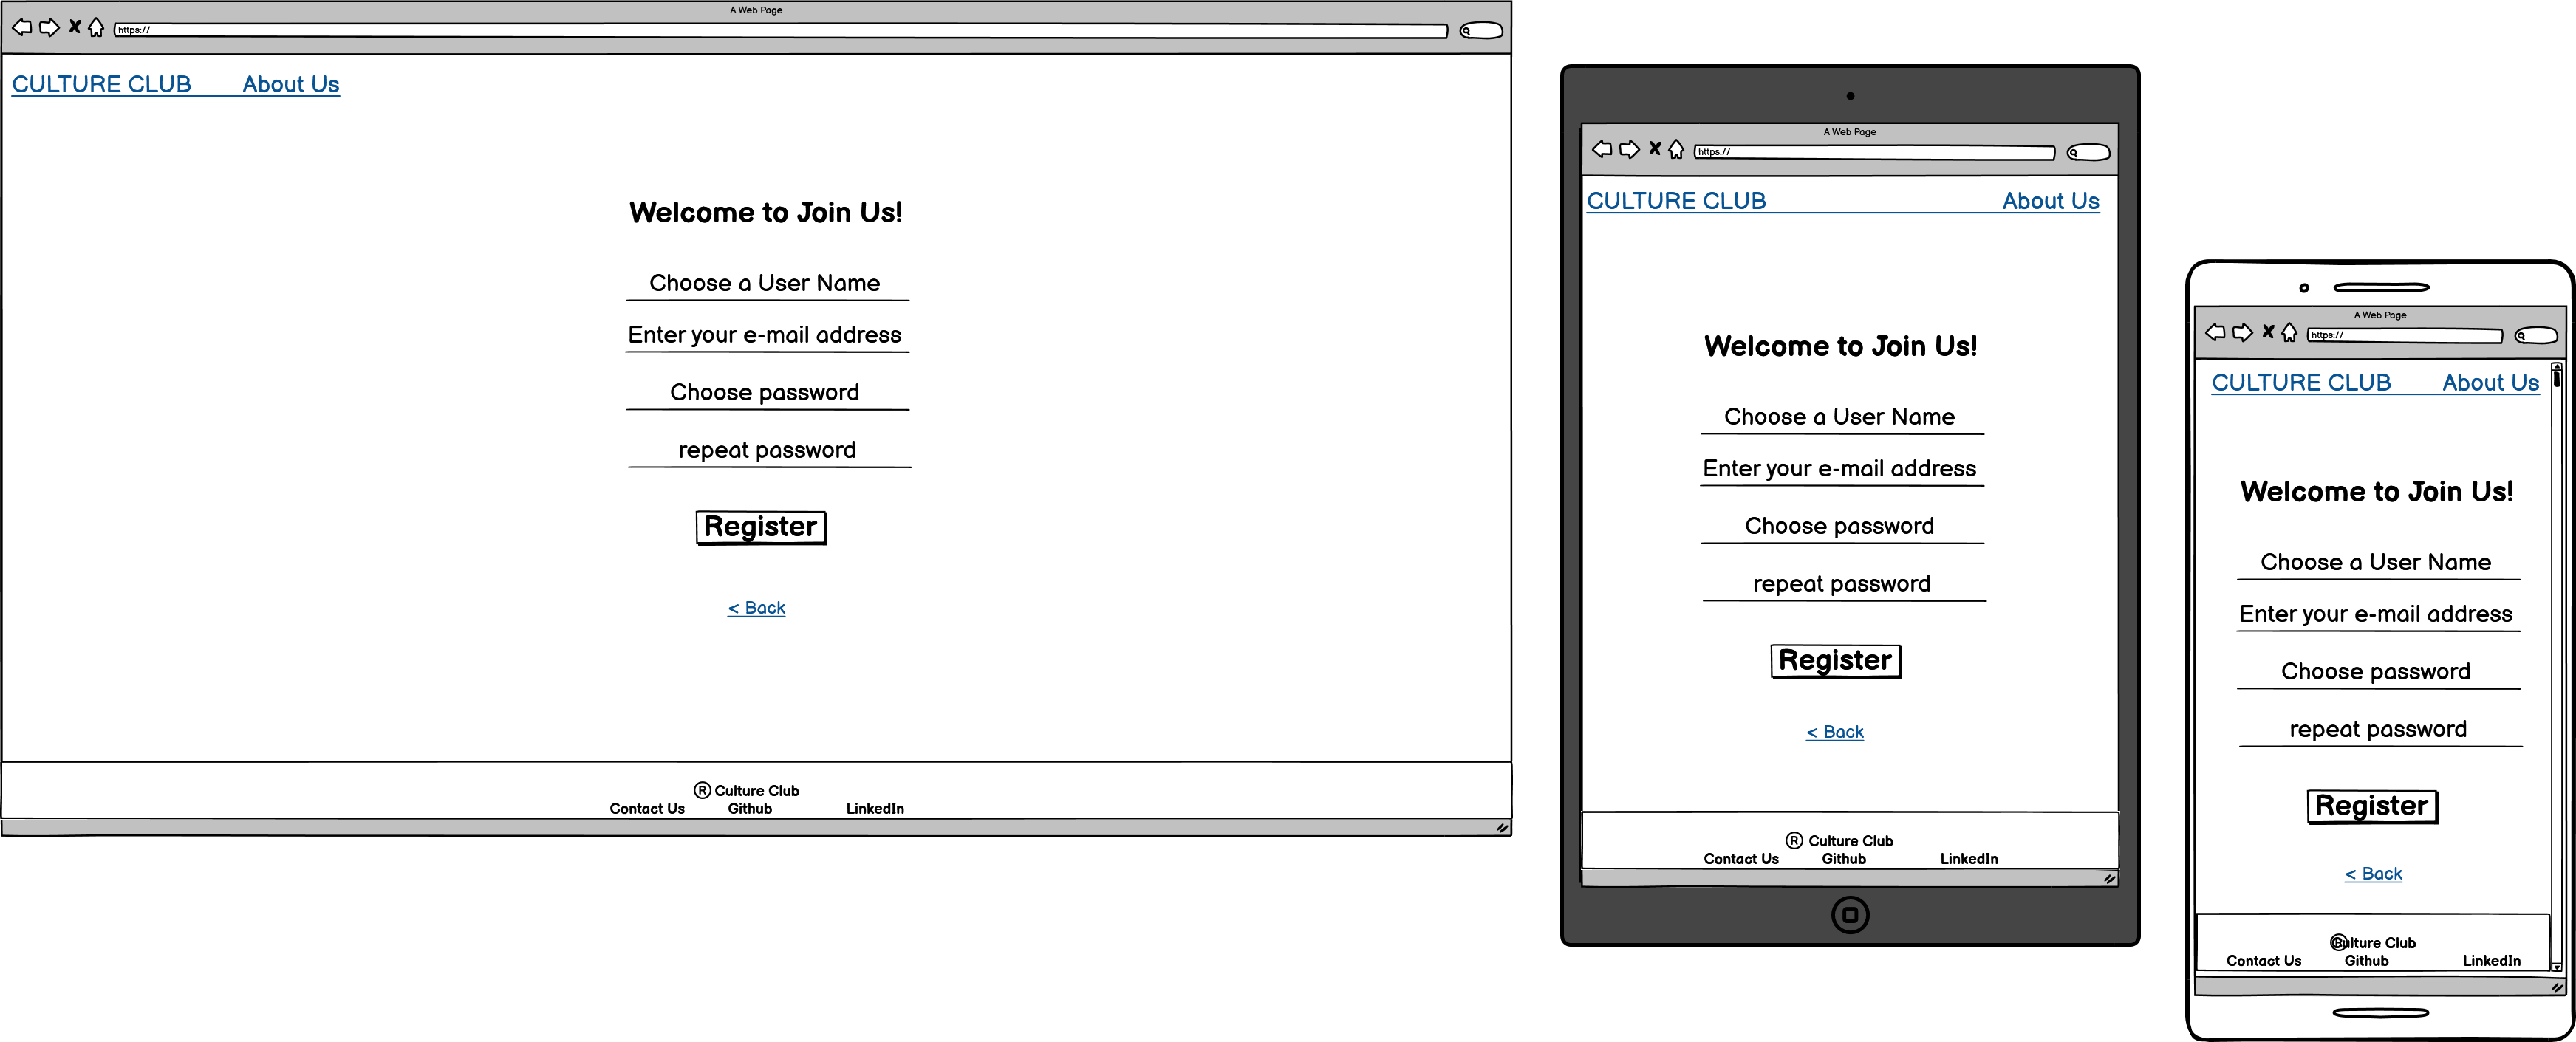 A Web Page
https://
CULTURE CLUB About Us
Welcome to Join Us!
Choose a User Name
Enter your e-mail address
Choose password
repeat password
Register
< Back
® Culture Club
Contact Us Github LinkedIn
A Web Page
https://
CULTURE CLUB About Us
Welcome to Join Us!
Choose a User Name
Enter your e-mail address
Choose password
repeat password
Register
< Back
® Culture Club
Contact Us Github LinkedIn
A Web Page
https://
CULTURE CLUB About Us
Welcome to Join Us!
Choose a User Name
Enter your e-mail address
Choose password
repeat password
Register
< Back
® Culture Club
Contact Us Github LinkedIn